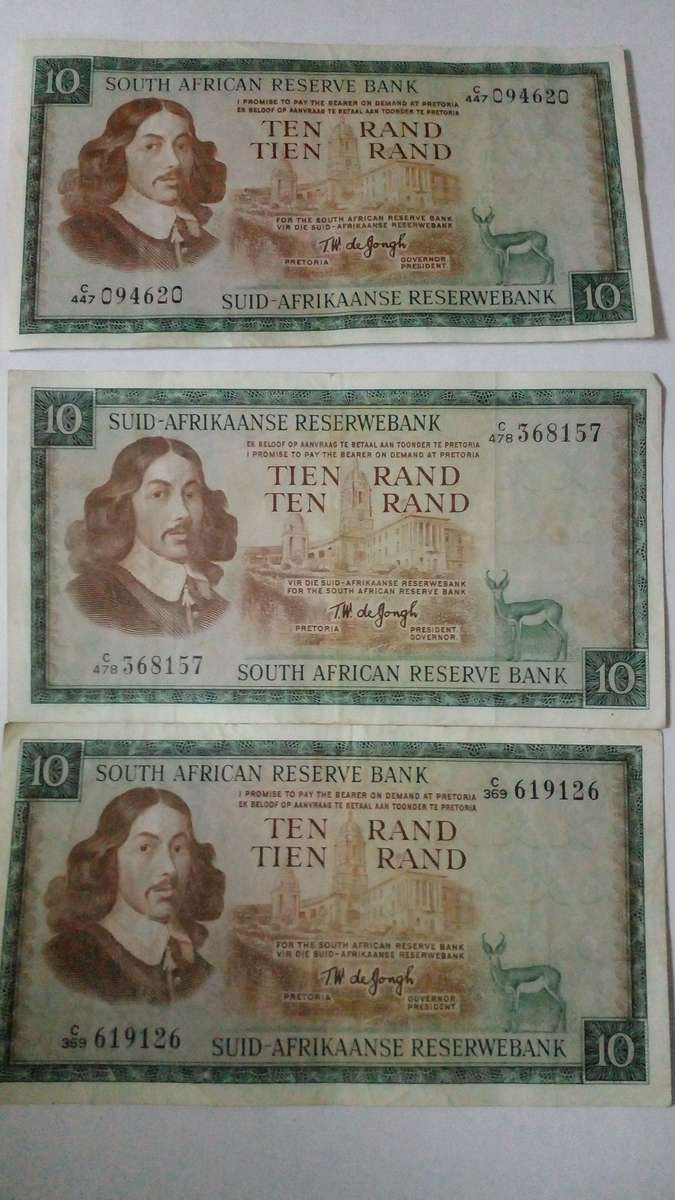 10 SOUTH AFRICAN RESERVE BANK C/447 094620
I PROMISE TO PAY THE BEARER ON DEMAND AT PRETORIA
EK BELOOF OP AANVRAAG TE BETAAL AAN TOONDER TE PRETORIA
TEN RAND
TIEN RAND
FOR THE SOUTH AFRICAN RESERVE BANK
VIR DIE SUID-AFRIKAANSE RESERWEBANK
T.W. de Jongh
PRETORIA GOVERNOR
PRESIDENT.
C/447 094620 SUID-AFRIKAANSE RESERWEBANK 10
10 SUID-AFRIKAANSE RESERWEBANK C/478 368157
EK BELOOF OP AANVRAAG TE BETAAL AAN TOONDER TE PRETORIA
I PROMISE TO PAY THE BEARER ON DEMAND AT PRETORIA
TIEN RAND
TEN RAND
VIR DIE SUID-AFRIKAANSE RESERWEBANK
FOR THE SOUTH AFRICAN RESERVE BANK
T.W. de Jongh
PRETORIA PRESIDENT.
GOVERNOR.
C/478 368157 SOUTH AFRICAN RESERVE BANK 10
10 SOUTH AFRICAN RESERVE BANK C/369 619126
I PROMISE TO PAY THE BEARER ON DEMAND AT PRETORIA
EK BELOOF OP AANVRAAG TE BETAAL AAN TOONDER TE PRETORIA
TEN RAND
TIEN RAND
FOR THE SOUTH AFRICAN RESERVE BANK
VIR DIE SUID-AFRIKAANSE RESERWEBANK
T.W. de Jongh
PRETORIA GOVERNOR
PRESIDENT.
C/369 619126 SUID-AFRIKAANSE RESERWEBANK 10